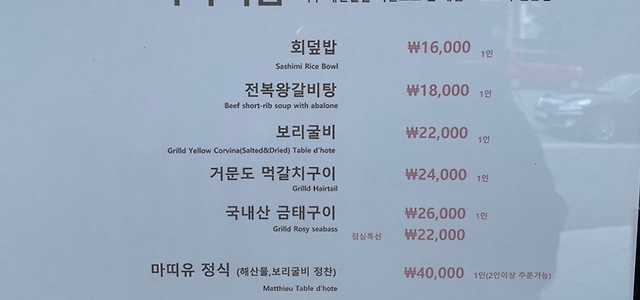 회덮밥 ₩16,000 1인
Sashimi Rice Bowl
전복왕갈비탕 ₩18,000 1인
Beef short-rib soup with abalone
보리굴비 ₩22,000 1인
Grilld Yellow Corvina(Salted&Dried) Table d'hote
거문도 먹갈치구이 ₩24,000 1인
Grilld Hairtail
국내산 금태구이 ₩26,000 1인
Grilld Rosy seabass 점심특선 ₩22,000
마띠유 정식 (해산물,보리굴비 정찬) ₩40,000 1인(2인이상 주문가능)
Matthieu Table d'hote